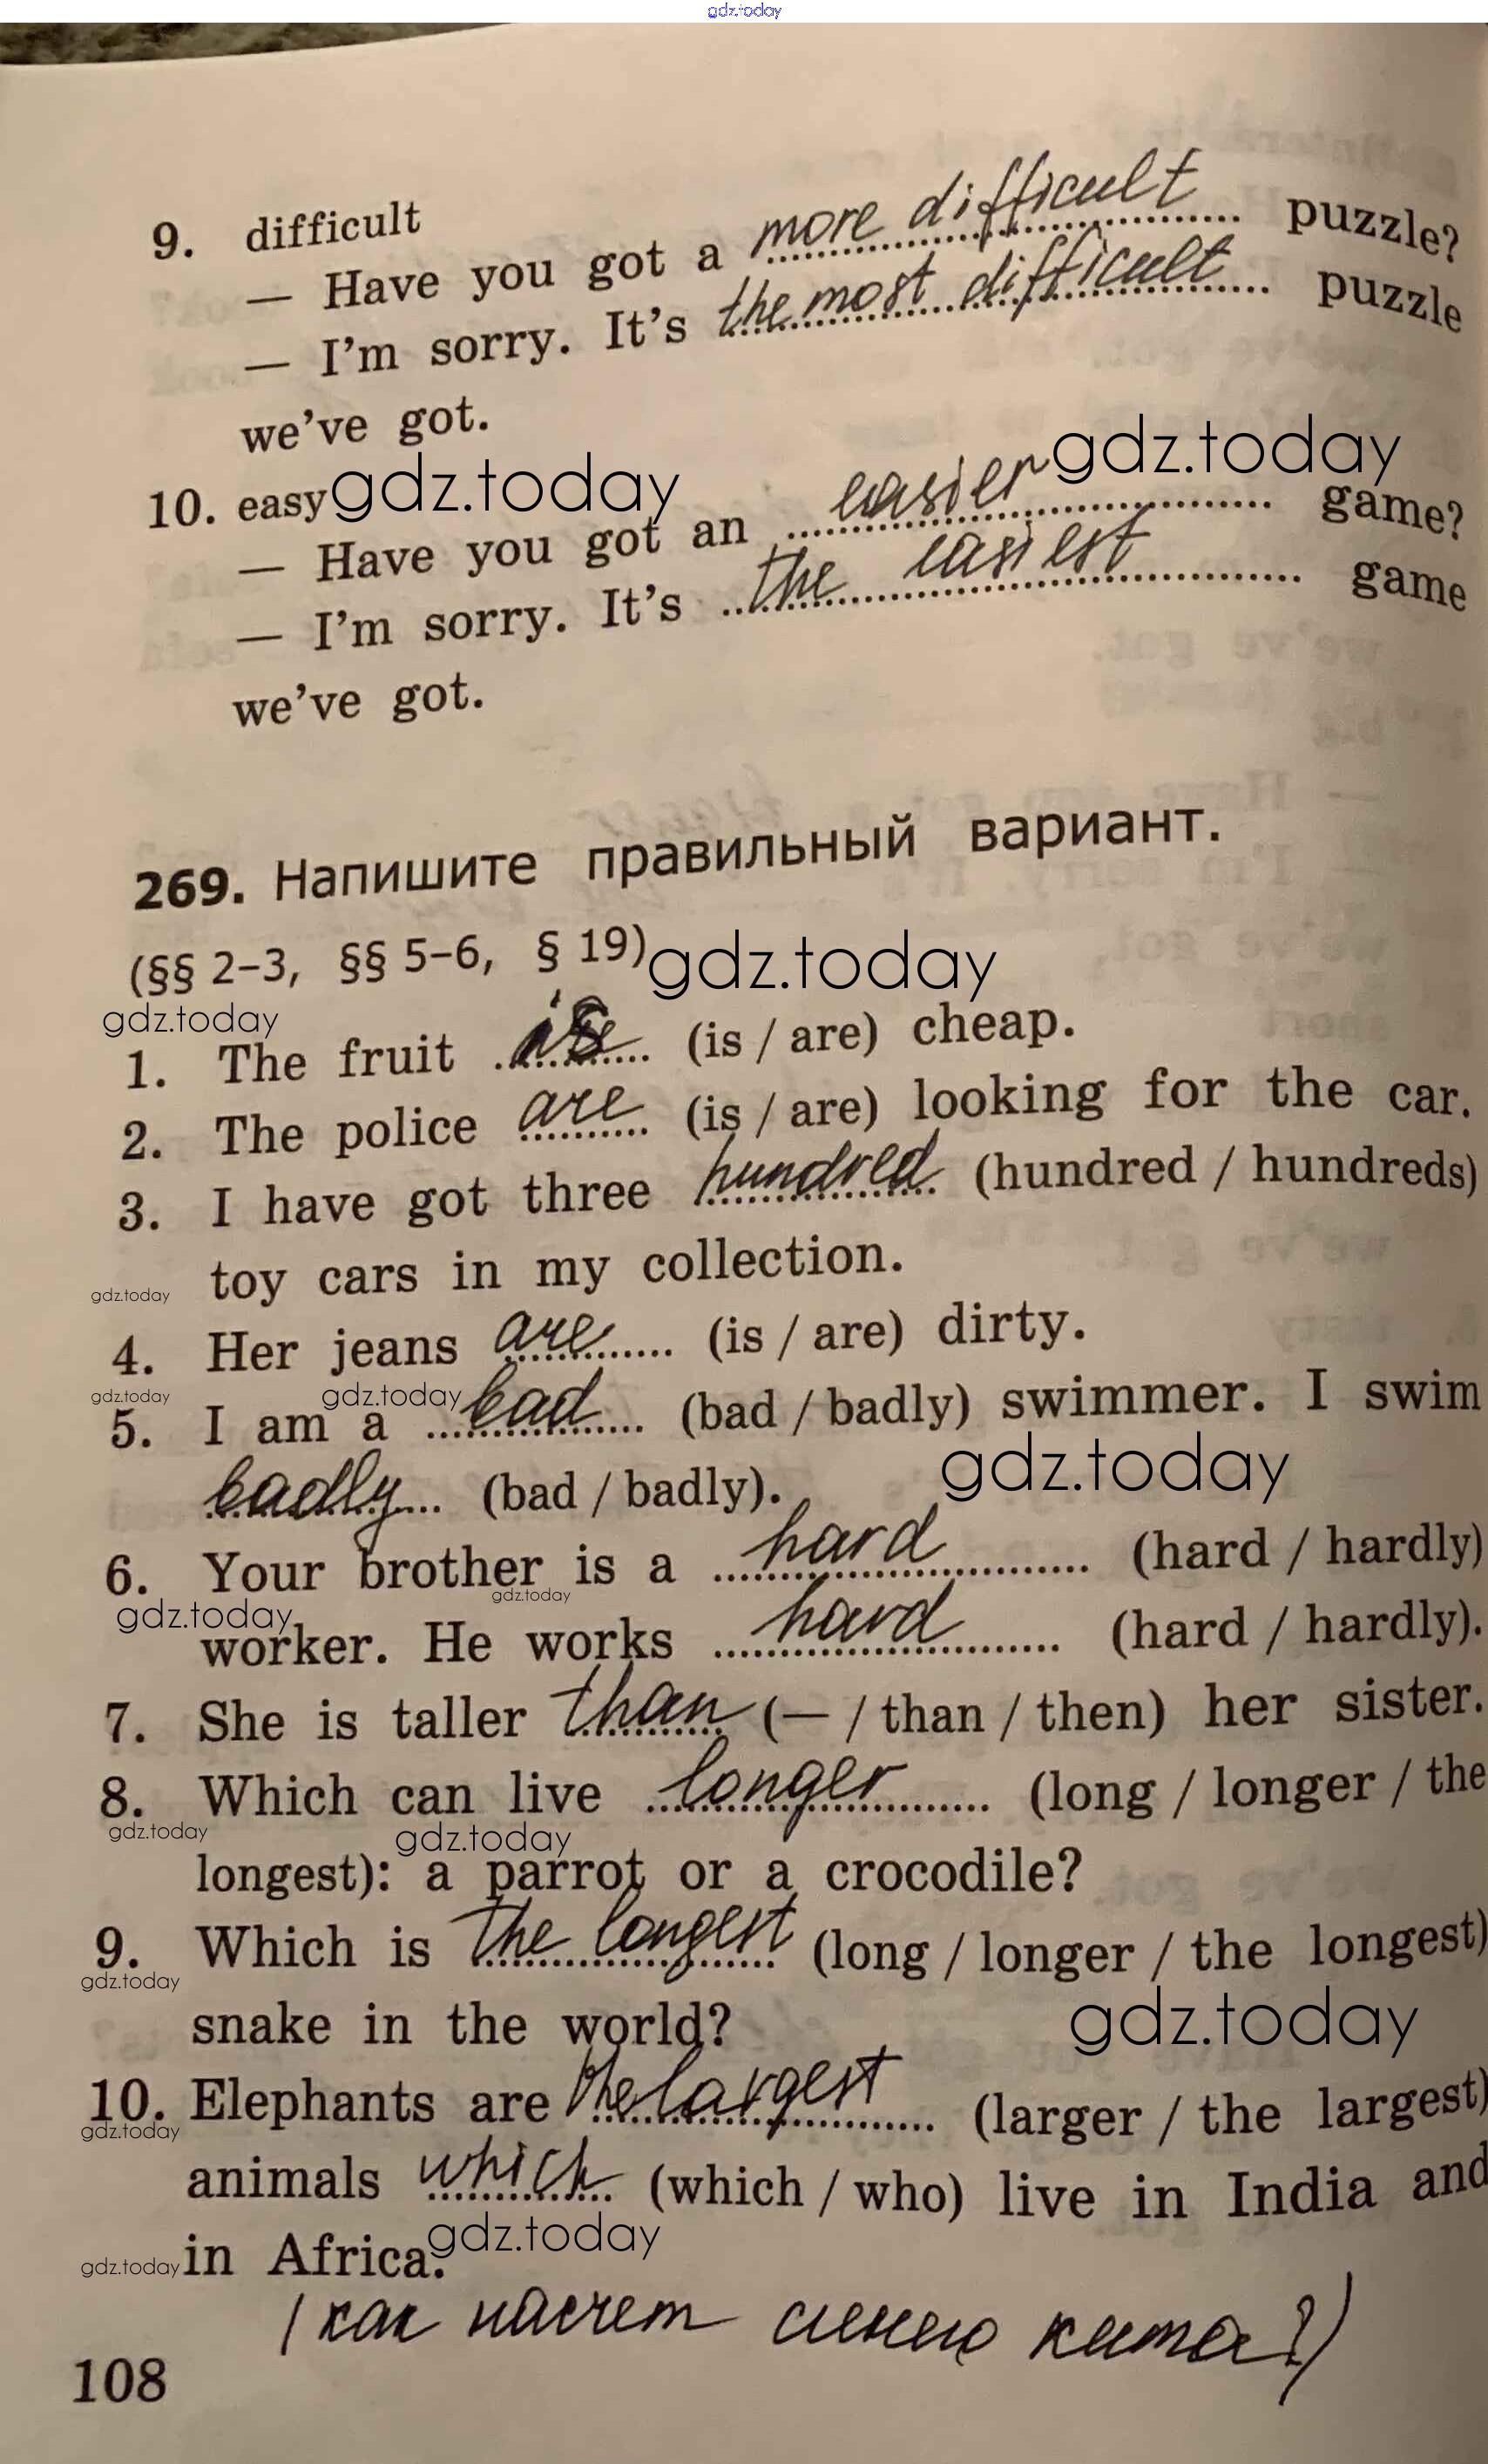 gdz.today
9. difficult
— Have you got a more difficult puzzle?
— I'm sorry. It's the most difficult puzzle
we've got.
gdz.today
10. easy gdz.today
— Have you got an easier game?
— I'm sorry. It's the easiest game
we've got.
269. Напишите правильный вариант.
(§§ 2–3, §§ 5–6, § 19) gdz.today
gdz.today
1. The fruit is (is / are) cheap.
2. The police are (is / are) looking for the car.
3. I have got three hundred (hundred / hundreds)
gdz.today toy cars in my collection.
4. Her jeans are (is / are) dirty.
gdz.today gdz.today
5. I am a bad (bad / badly) swimmer. I swim
badly (bad / badly). gdz.today
6. Your brother is a hard (hard / hardly)
gdz.today gdz.today
worker. He works hard (hard / hardly).
7. She is taller than (— / than / then) her sister.
8. Which can live longer (long / longer / the
gdz.today gdz.today
longest): a parrot or a crocodile?
9. Which is the longest (long / longer / the longest)
gdz.today
snake in the world? gdz.today
10. Elephants are the largest (larger / the largest)
gdz.today
animals which (which / who) live in India and
gdz.today in Africa. gdz.today
(как насчет синего кита?)
108